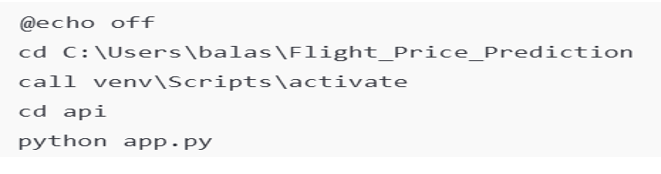 @echo off
cd C:\Users\balas\Flight_Price_Prediction
call venv\Scripts\activate
cd api
python app.py